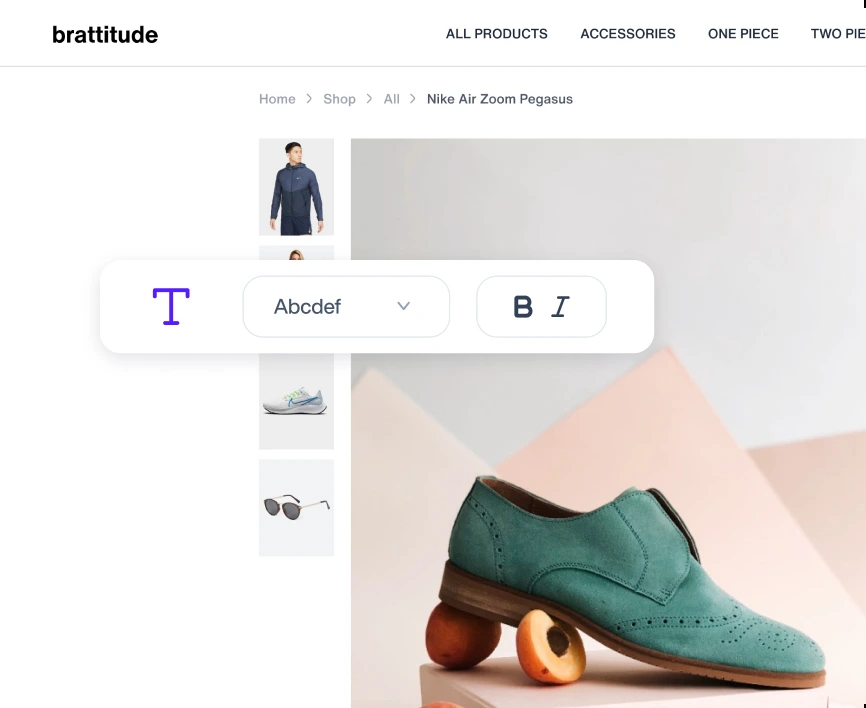 brattitude
ALL PRODUCTS ACCESSORIES ONE PIECE TWO PIE
Home > Shop > All > Nike Air Zoom Pegasus
T Abcdef B I